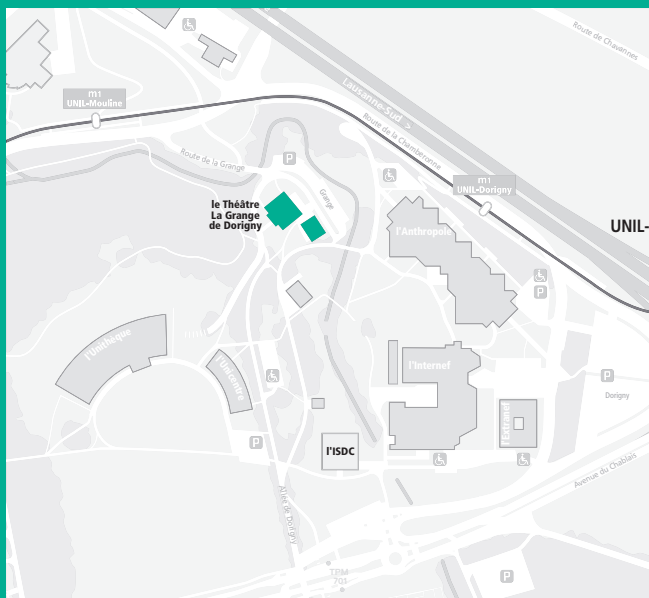 Route de Chavannes
Lausanne-Sud >
m1
UNIL-Mouline
Route de la Chamberonne
P
Route de la Grange
m1
UNIL-Dorigny
Grange
le Théâtre
La Grange
de Dorigny
UNIL-
l'Anthropole
P
l'Unithèque
l'Unicentre
l'Internef
P
Dorigny
l'Extranef
P
l'ISDC
Avenue du Chablais
Allée de Dorigny
TPM
701
P